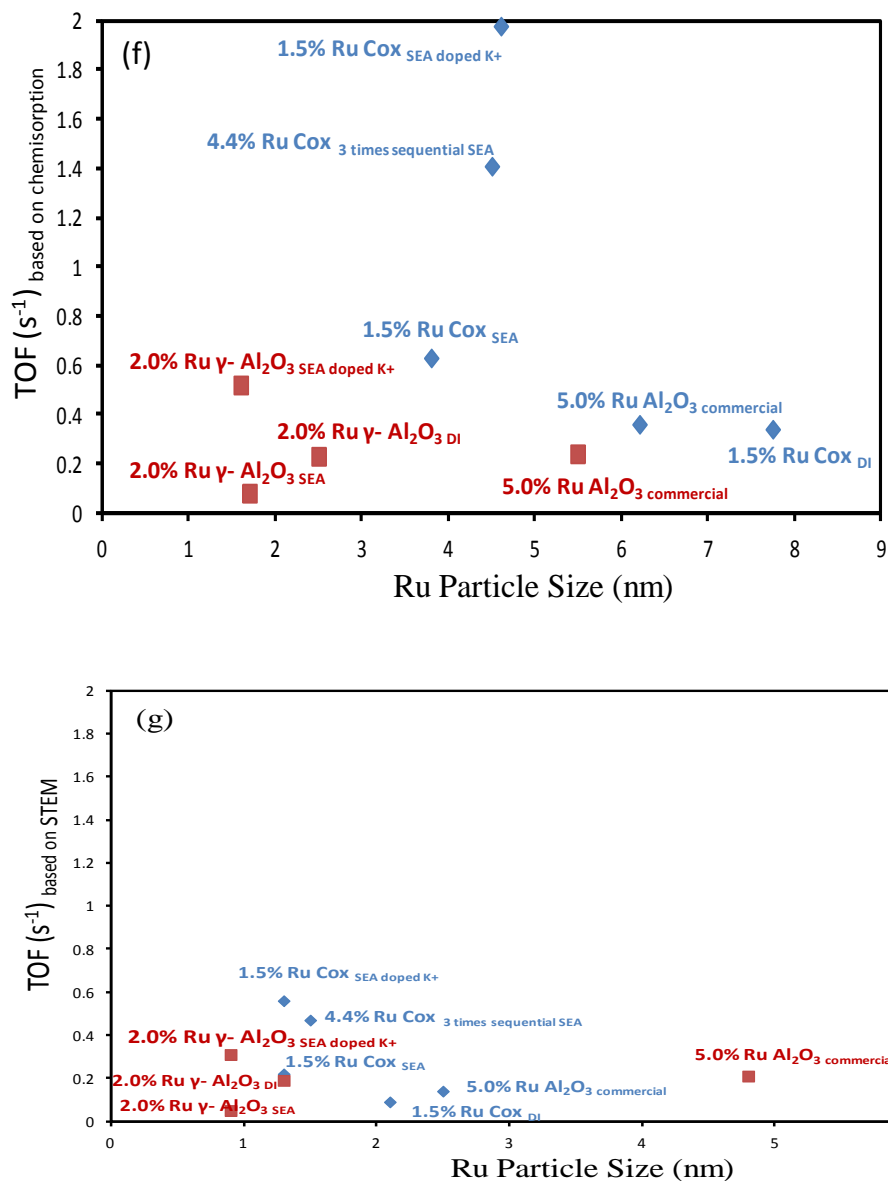 (f)
TOF (s-1) based on chemisorption
2
1.8
1.6
1.4
1.2
1
0.8
0.6
0.4
0.2
0
1.5% Ru Cox SEA doped K+
4.4% Ru Cox 3 times sequential SEA
1.5% Ru Cox SEA
2.0% Ru γ- Al2O3 SEA doped K+
5.0% Ru Al2O3 commercial
2.0% Ru γ- Al2O3 DI
1.5% Ru Cox DI
2.0% Ru γ- Al2O3 SEA
5.0% Ru Al2O3 commercial
0 1 2 3 4 5 6 7 8 9
Ru Particle Size (nm)
(g)
TOF (s-1) based on STEM
2
1.8
1.6
1.4
1.2
1
0.8
0.6
0.4
0.2
0
1.5% Ru Cox SEA doped K+
4.4% Ru Cox 3 times sequential SEA
2.0% Ru γ- Al2O3 SEA doped K+
1.5% Ru Cox SEA
5.0% Ru Al2O3 commercia
2.0% Ru γ- Al2O3 DI
5.0% Ru Al2O3 commercial
2.0% Ru γ- Al2O3 SEA
1.5% Ru Cox DI
0 1 2 3 4 5
Ru Particle Size (nm)